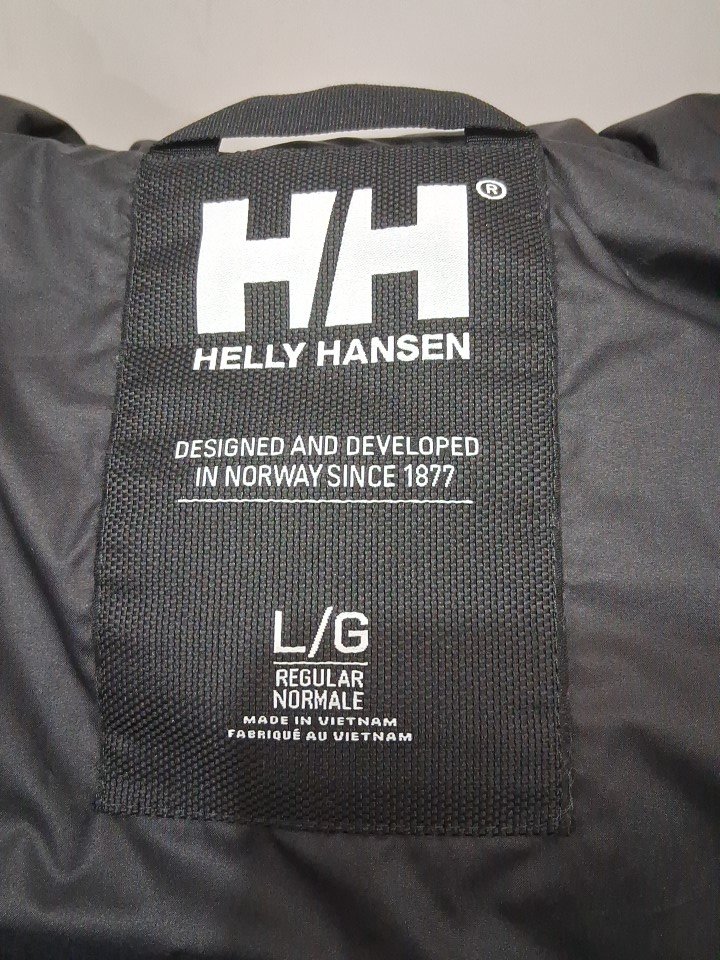 HH®
HELLY HANSEN
DESIGNED AND DEVELOPED
IN NORWAY SINCE 1877
L/G
REGULAR
NORMALE
MADE IN VIETNAM
FABRIQUÉ AU VIETNAM